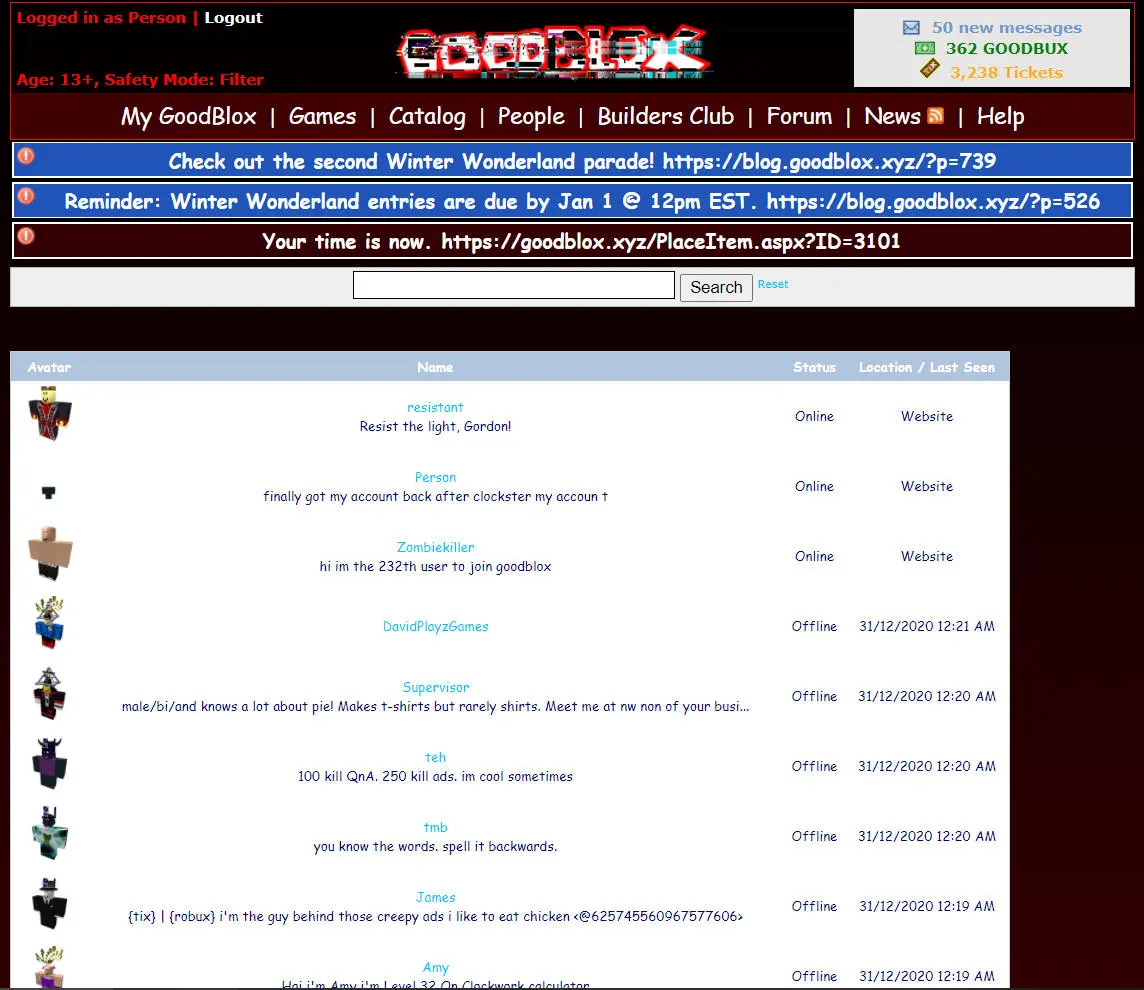 Logged in as Person | Logout
Age: 13+, Safety Mode: Filter
GOODBLOX
50 new messages
362 GOODBUX
3,238 Tickets
My GoodBlox | Games | Catalog | People | Builders Club | Forum | News | Help
Check out the second Winter Wonderland parade! https://blog.goodblox.xyz/?p=739
Reminder: Winter Wonderland entries are due by Jan 1 @ 12pm EST. https://blog.goodblox.xyz/?p=526
Your time is now. https://goodblox.xyz/PlaceItem.aspx?ID=3101
Search Reset
Avatar Name Status Location / Last Seen
resistant
Resist the light, Gordon!
Online Website
Person
finally got my account back after clockster my accoun t
Online Website
Zombiekiller
hi im the 232th user to join goodblox
Online Website
DavidPlayzGames Offline 31/12/2020 12:21 AM
Supervisor
male/bi/and knows a lot about pie! Makes t-shirts but rarely shirts. Meet me at nw non of your busi...
Offline 31/12/2020 12:20 AM
teh
100 kill QnA. 250 kill ads. im cool sometimes
Offline 31/12/2020 12:20 AM
tmb
you know the words. spell it backwards.
Offline 31/12/2020 12:20 AM
James
{tix} | {robux} i'm the guy behind those creepy ads i like to eat chicken <@625745560967577606>
Offline 31/12/2020 12:19 AM
Amy
Hai i'm Amy i'm Level 32 On Clockwork calculator
Offline 31/12/2020 12:19 AM